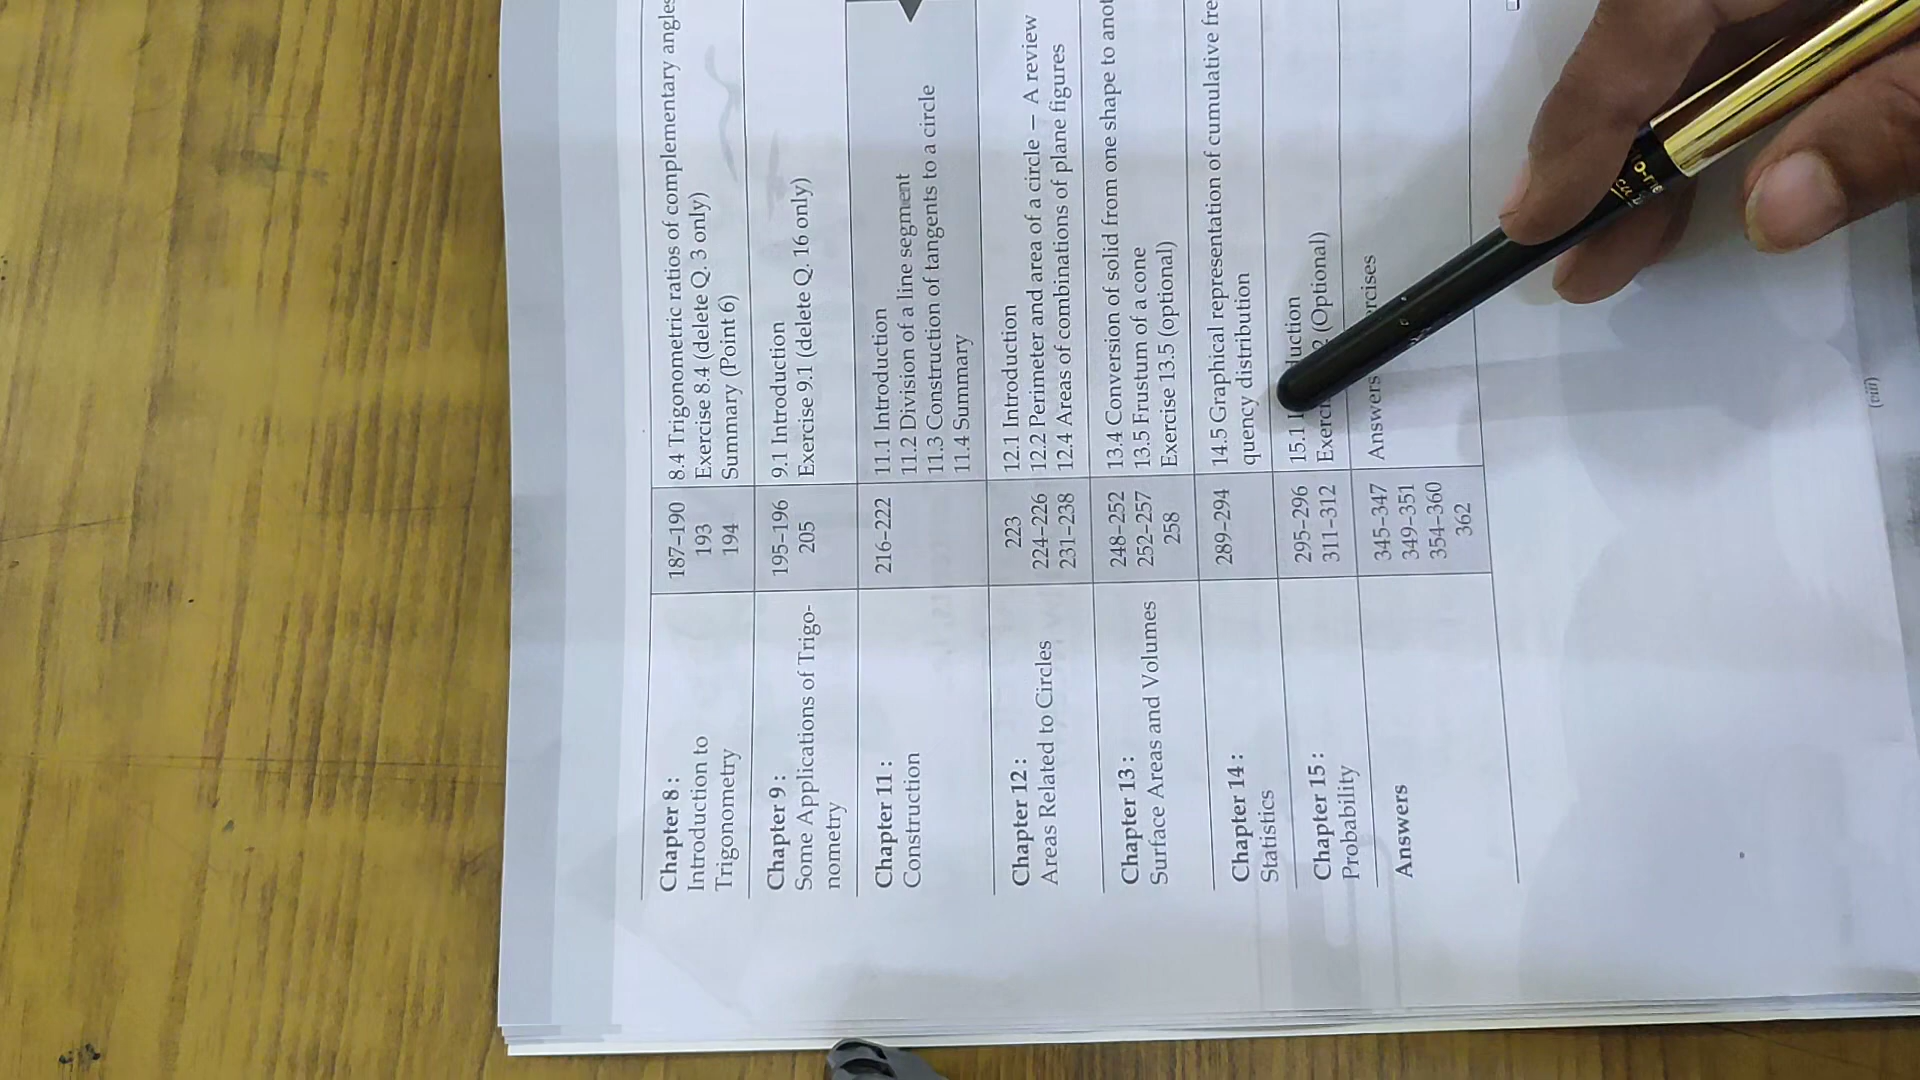 Chapter 8 :
Introduction to
Trigonometry
187–190
193
194
8.4 Trigonometric ratios of complementary angles
Exercise 8.4 (delete Q. 3 only)
Summary (Point 6)
Chapter 9 :
Some Applications of Trigo-
nometry
195–196
205
9.1 Introduction
Exercise 9.1 (delete Q. 16 only)
Chapter 11 :
Construction
216–222
11.1 Introduction
11.2 Division of a line segment
11.3 Construction of tangents to a circle
11.4 Summary
Chapter 12 :
Areas Related to Circles
223
224–226
231–238
12.1 Introduction
12.2 Perimeter and area of a circle — A review
12.4 Areas of combinations of plane figures
Chapter 13 :
Surface Areas and Volumes
248–252
252–257
258
13.4 Conversion of solid from one shape to
13.5 Frustum of a cone
Exercise 13.5 (optional)
Chapter 14 :
Statistics
289–294
14.5 Graphical representation of cumulative fre
quency distribution
Chapter 15 :
Probability
295–296
311–312
15.1
(Optional)
Answers
345–347
349–351
354–360
362
Answers
(viii)